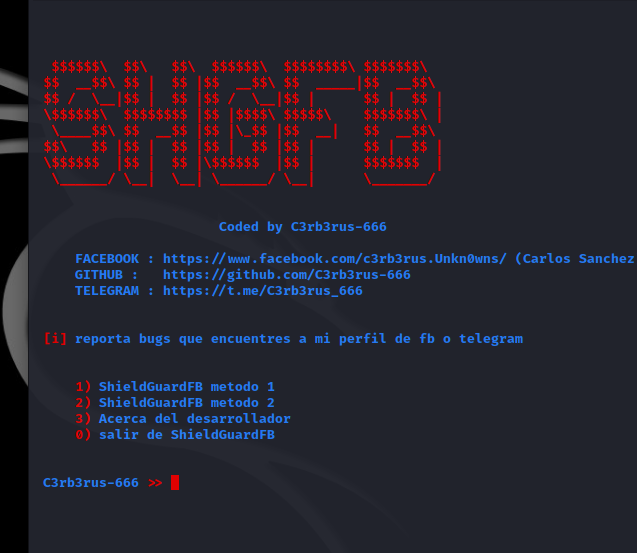 $$$$$$\  $$\   $$\  $$$$$$\  $$$$$$$$\ $$$$$$$\
$$  __$$\ $$ |  $$ |$$  __$$\ $$  _____|$$  __$$\
$$ /  \__|$$ |  $$ |$$ /  \__|$$ |      $$ |  $$ |
\$$$$$$\  $$$$$$$$ |$$ |$$$$\ $$$$$\    $$$$$$$\ |
 \____$$\ $$  __$$ |$$ |\_$$ |$$  __|   $$  __$$\
$$\   $$ |$$ |  $$ |$$ |  $$ |$$ |      $$ |  $$ |
\$$$$$$  |$$ |  $$ |\$$$$$$  |$$ |      $$$$$$$  |
 \______/ \__|  \__| \______/ \__|      \_______/
Coded by C3rb3rus-666
FACEBOOK : https://www.facebook.com/c3rb3rus.Unkn0wns/ (Carlos Sanchez
GITHUB :   https://github.com/C3rb3rus-666
TELEGRAM : https://t.me/C3rb3rus_666
[i] reporta bugs que encuentres a mi perfil de fb o telegram
1) ShieldGuardFB metodo 1
2) ShieldGuardFB metodo 2
3) Acerca del desarrollador
0) salir de ShieldGuardFB
C3rb3rus-666 >>